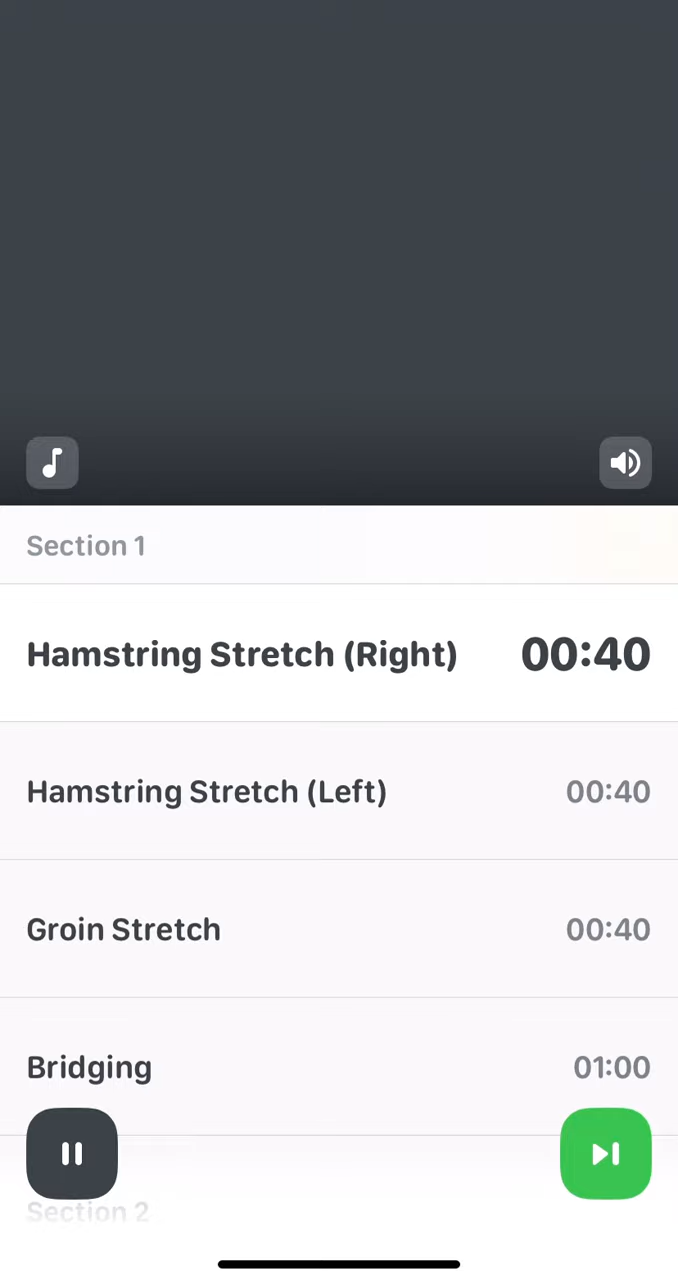 Section 1
Hamstring Stretch (Right) 00:40
Hamstring Stretch (Left) 00:40
Groin Stretch 00:40
Bridging 01:00
Section 2